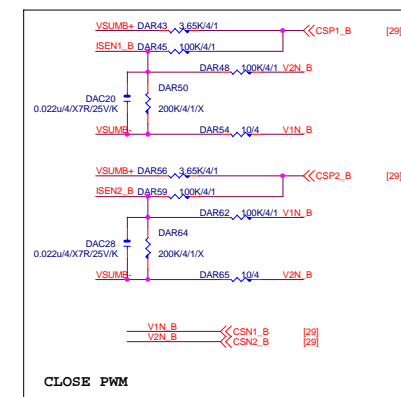 VSUMB+ DAR43 3.65K/4/1 CSP1_B [29]
ISEN1_B DAR45 100K/4/1
DAR48 100K/4/1 V2N_B
DAR50
DAC20
0.022u/4/X7R/25V/K 200K/4/1/X
VSUMB- DAR54 10/4 V1N_B
VSUMB+ DAR56 3.65K/4/1 CSP2_B [29]
ISEN2_B DAR59 100K/4/1
DAR62 100K/4/1 V1N_B
DAR64
DAC28
0.022u/4/X7R/25V/K 200K/4/1/X
VSUMB- DAR65 10/4 V2N_B
V1N_B CSN1_B [29]
V2N_B CSN2_B [29]
CLOSE PWM